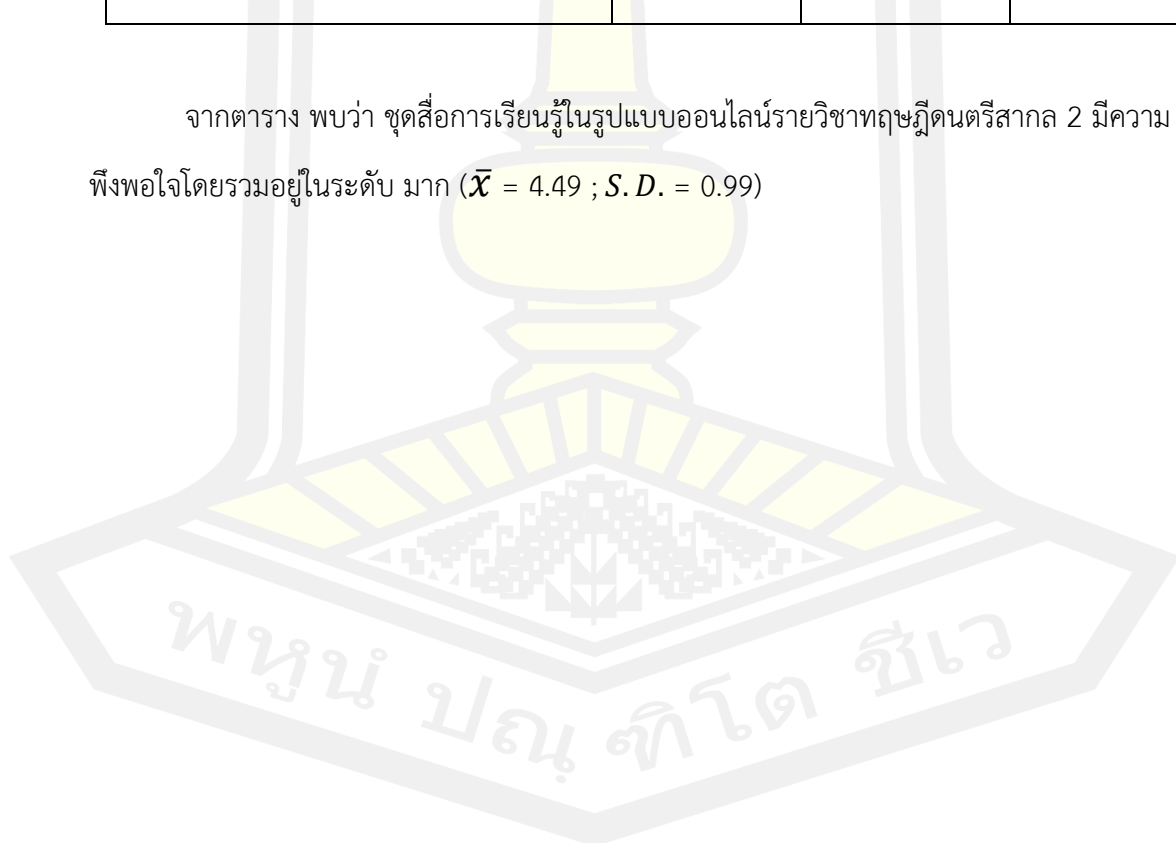 จากตาราง พบว่า ชุดสื่อการเรียนรู้ในรูปแบบออนไลน์รายวิชาทฤษฎีดนตรีสากล 2 มีความ
พึงพอใจโดยรวมอยู่ในระดับ มาก (x̄ = 4.49 ; S. D. = 0.99)
พหูนํ ปณฺฑิโต ชีเว